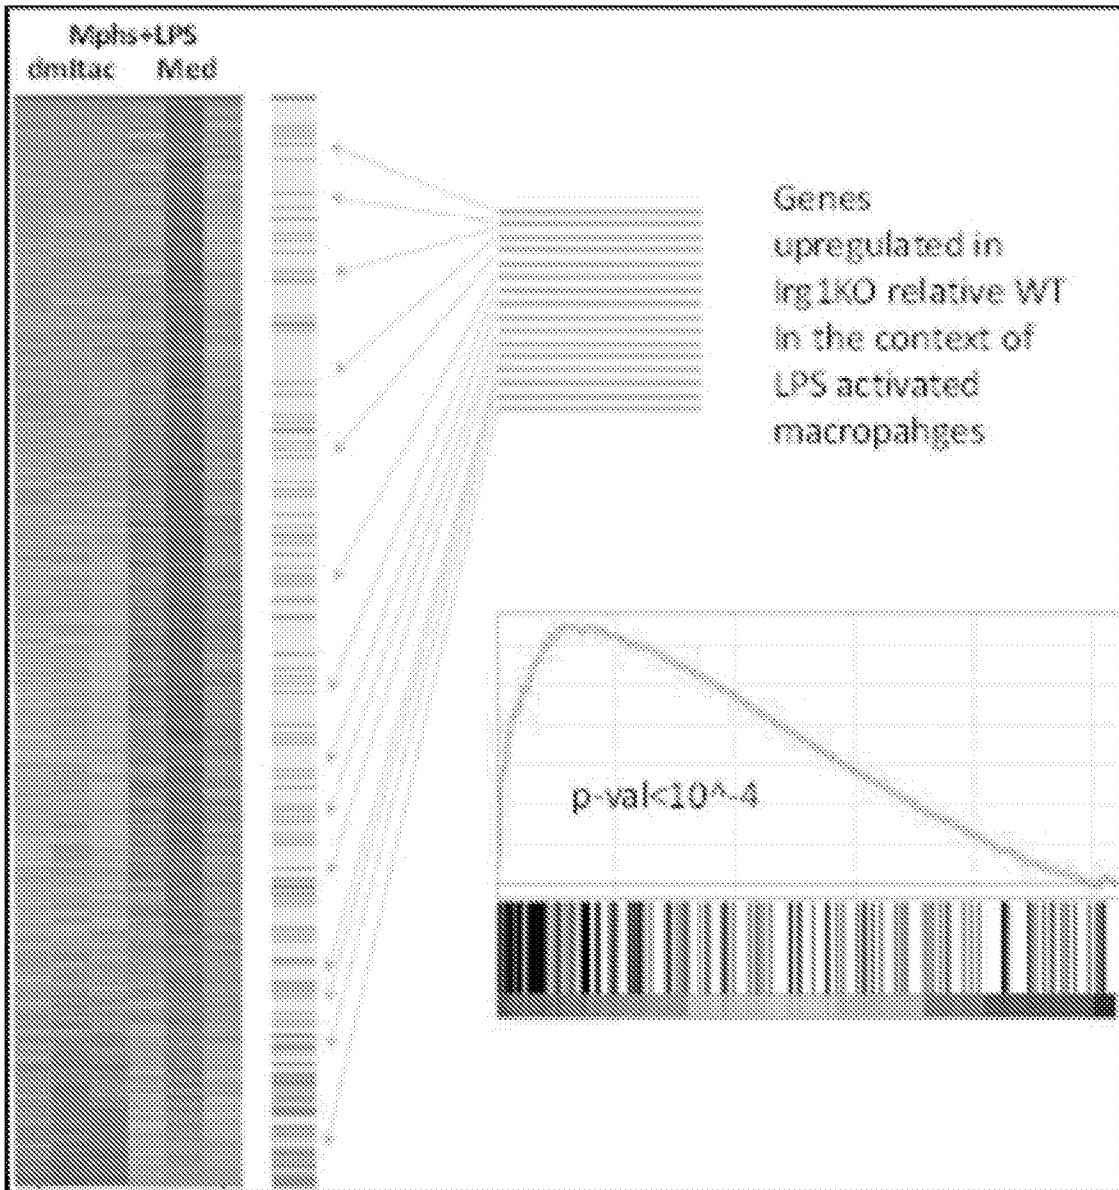 Mphs+LPS
dmItac Med
Genes
upregulated in
Irg1KO relative WT
In the context of
LPS activated
macropahges
p-val<10^-4